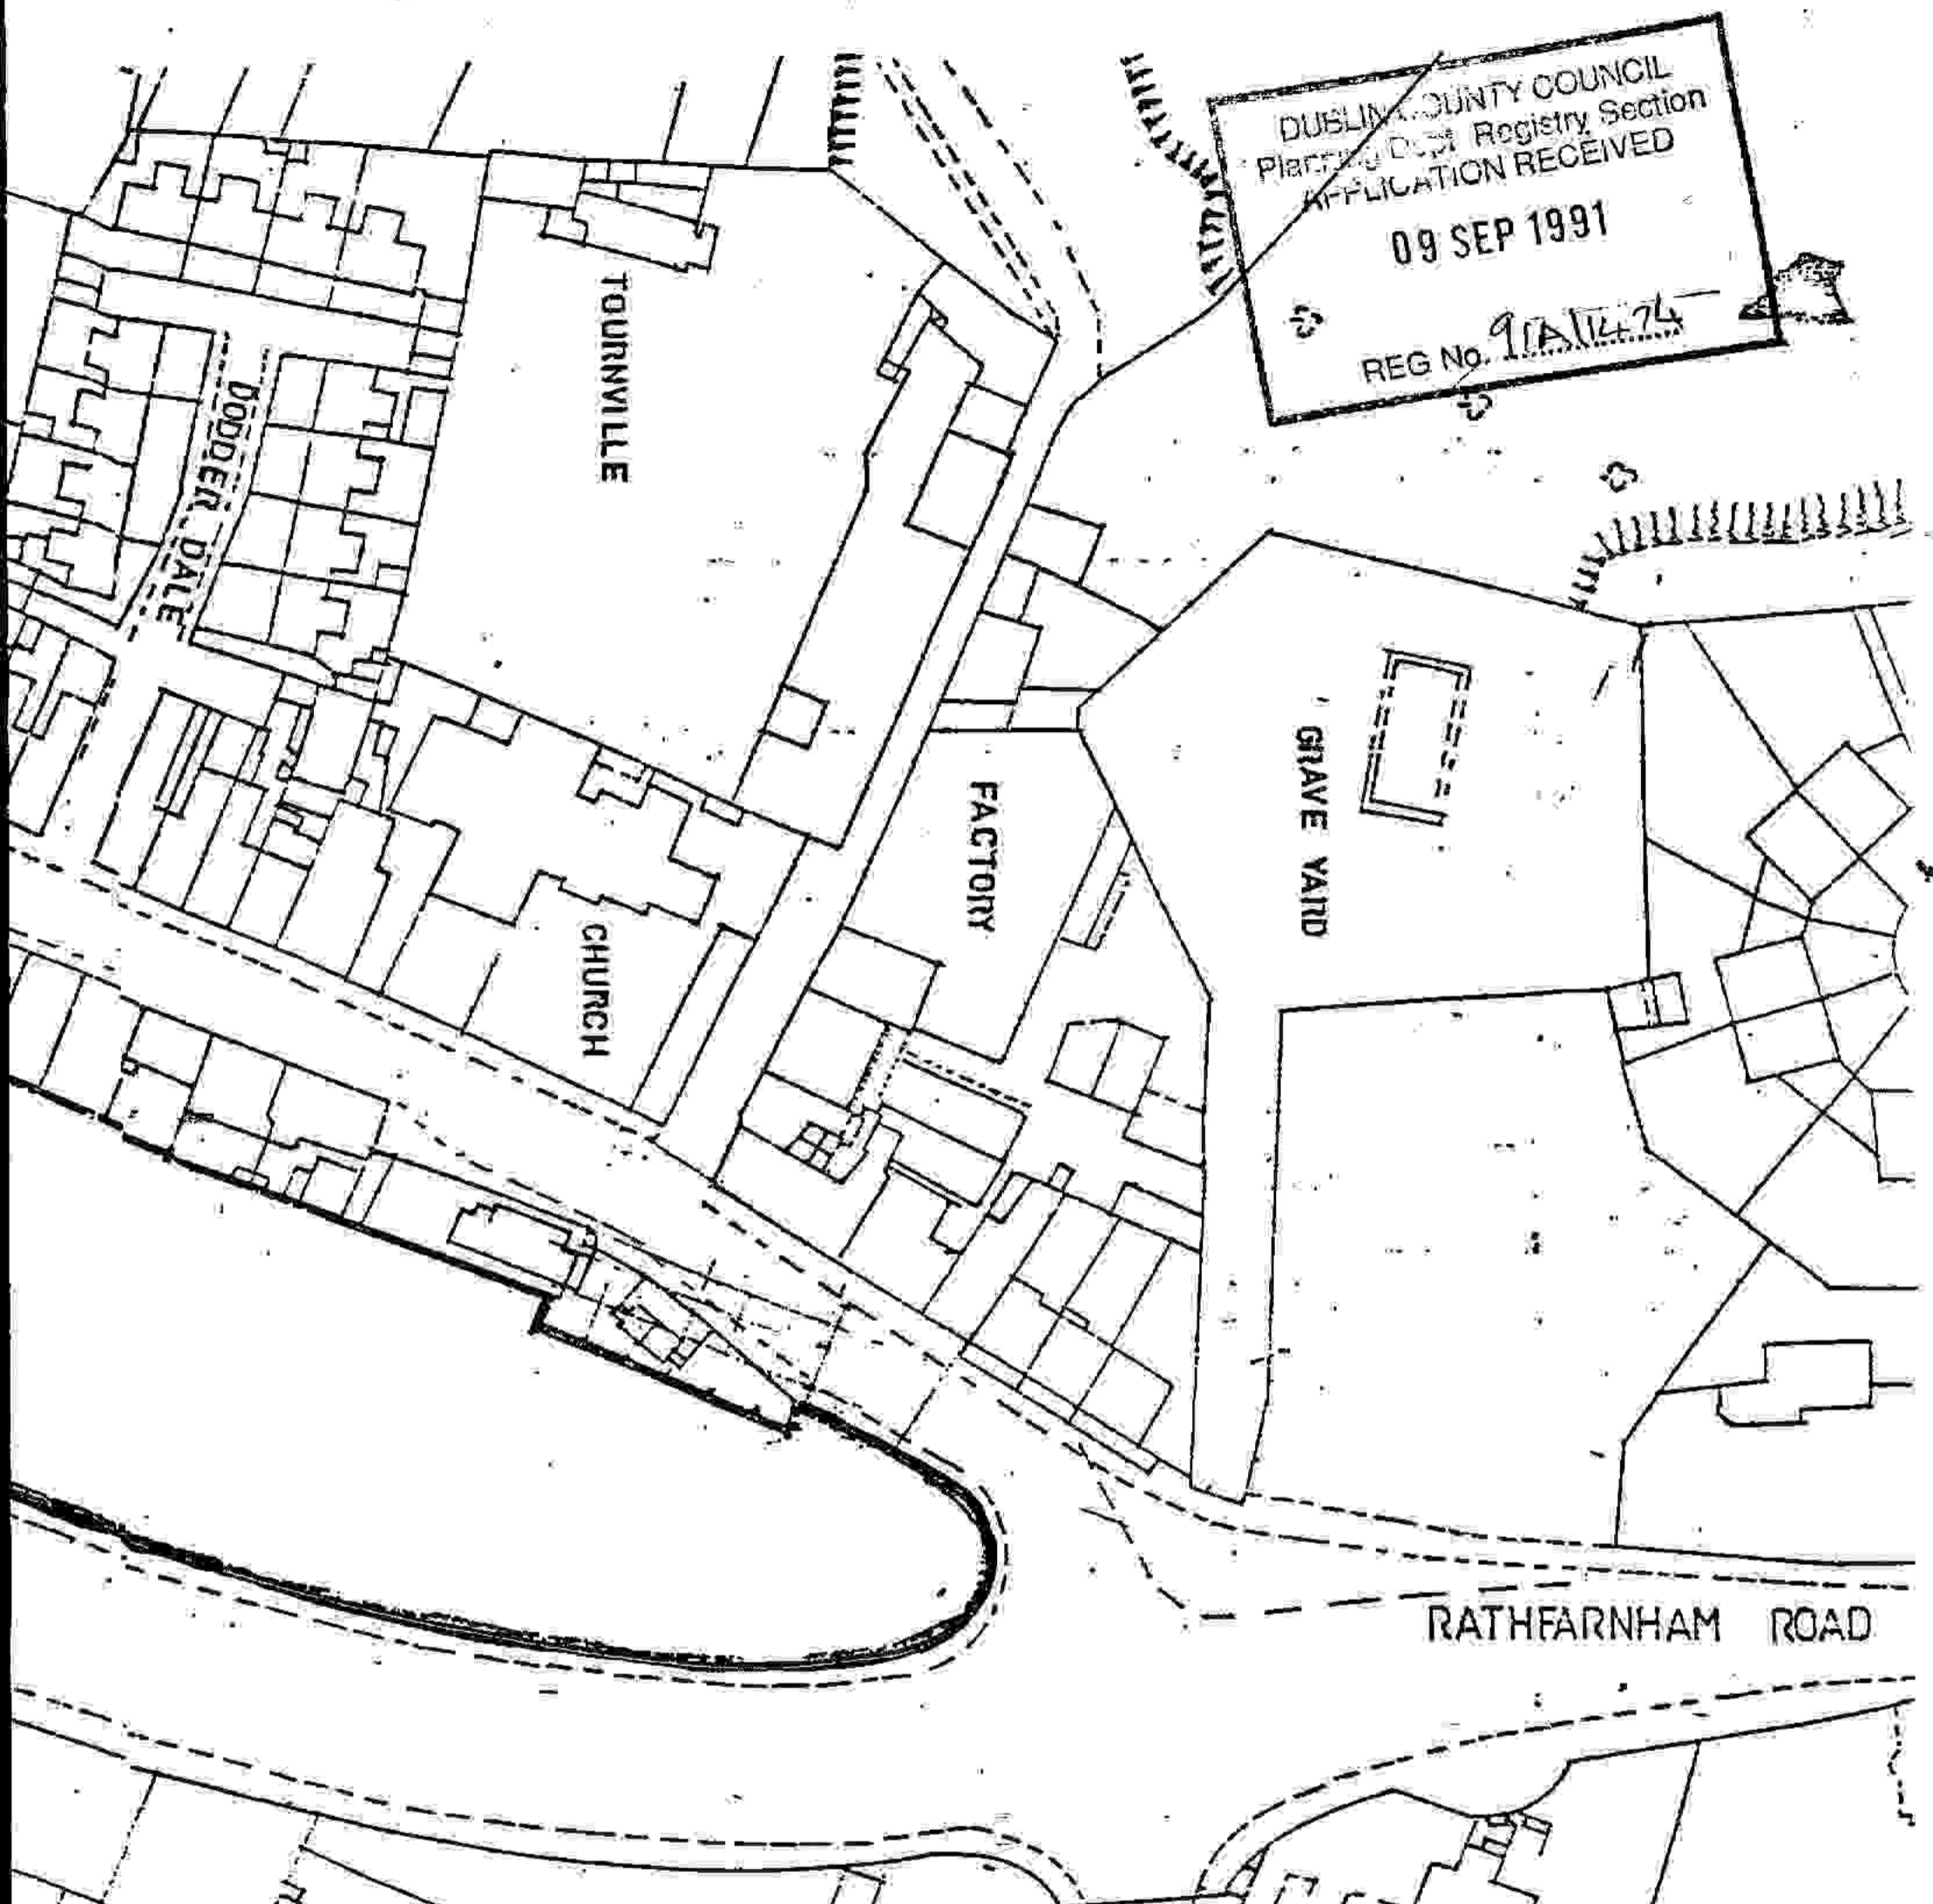 DUBLIN COUNTY COUNCIL
Planning Dept Registry Section
APPLICATION RECEIVED
09 SEP 1991
REG No. 91A/1474
TOURNVILLE
DODDER DALE
GRAVE YARD
FACTORY
CHURCH
RATHFARNHAM ROAD